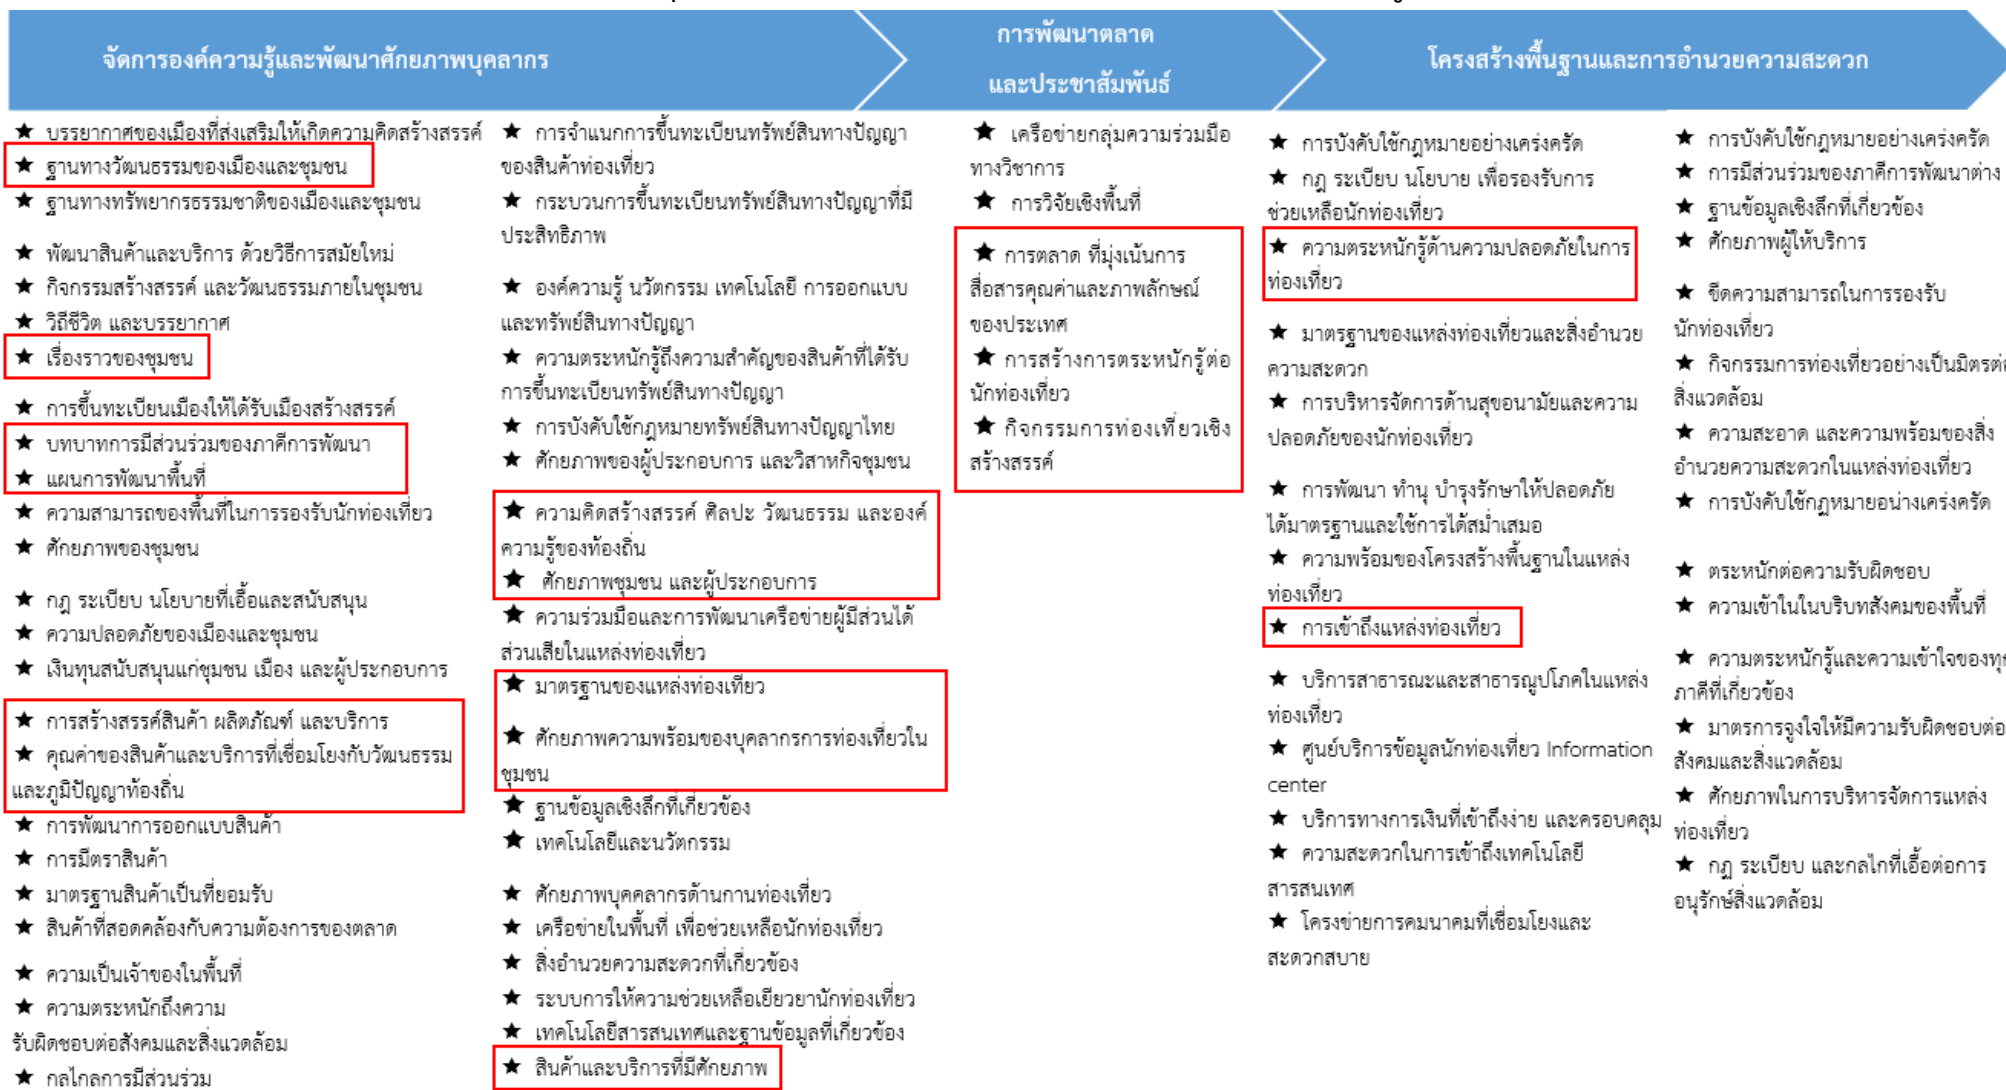 จัดการองค์ความรู้และพัฒนาศักยภาพบุคลากร
การพัฒนาตลาด
และประชาสัมพันธ์
โครงสร้างพื้นฐานและการอำนวยความสะดวก
★ บรรยากาศของเมืองที่ส่งเสริมให้เกิดความคิดสร้างสรรค์
★ ฐานทางวัฒนธรรมของเมืองและชุมชน
★ ฐานทางทรัพยากรธรรมชาติของเมืองและชุมชน
★ พัฒนาสินค้าและบริการ ด้วยวิธีการสมัยใหม่
★ กิจกรรมสร้างสรรค์ และวัฒนธรรมภายในชุมชน
★ วิถีชีวิต และบรรยากาศ
★ เรื่องราวของชุมชน
★ การขึ้นทะเบียนเมืองให้ได้รับเมืองสร้างสรรค์
★ บทบาทการมีส่วนร่วมของภาคีการพัฒนา
★ แผนการพัฒนาพื้นที่
★ ความสามารถของพื้นที่ในการรองรับนักท่องเที่ยว
★ ศักยภาพของชุมชน
★ กฎ ระเบียบ นโยบายที่เอื้อและสนับสนุน
★ ความปลอดภัยของเมืองและชุมชน
★ เงินทุนสนับสนุนแก่ชุมชน เมือง และผู้ประกอบการ
★ การสร้างสรรค์สินค้า ผลิตภัณฑ์ และบริการ
★ คุณค่าของสินค้าและบริการที่เชื่อมโยงกับวัฒนธรรม
และภูมิปัญญาท้องถิ่น
★ การพัฒนาการออกแบบสินค้า
★ การมีตราสินค้า
★ มาตรฐานสินค้าเป็นที่ยอมรับ
★ สินค้าที่สอดคล้องกับความต้องการของตลาด
★ ความเป็นเจ้าของในพื้นที่
★ ความตระหนักถึงความ
รับผิดชอบต่อสังคมและสิ่งแวดล้อม
★ กลไกลการมีส่วนร่วม
★ การจำแนกการขึ้นทะเบียนทรัพย์สินทางปัญญา
ของสินค้าท่องเที่ยว
★ กระบวนการขึ้นทะเบียนทรัพย์สินทางปัญญาที่มี
ประสิทธิภาพ
★ องค์ความรู้ นวัตกรรม เทคโนโลยี การออกแบบ
และทรัพย์สินทางปัญญา
★ ความตระหนักรู้ถึงความสำคัญของสินค้าที่ได้รับ
การขึ้นทะเบียนทรัพย์สินทางปัญญา
★ การบังคับใช้กฎหมายทรัพย์สินทางปัญญาไทย
★ ศักยภาพของผู้ประกอบการ และวิสาหกิจชุมชน
★ ความคิดสร้างสรรค์ ศิลปะ วัฒนธรรม และองค์
ความรู้ของท้องถิ่น
★ ศักยภาพชุมชน และผู้ประกอบการ
★ ความร่วมมือและการพัฒนาเครือข่ายผู้มีส่วนได้
ส่วนเสียในแหล่งท่องเที่ยว
★ มาตรฐานของแหล่งท่องเที่ยว
★ ศักยภาพความพร้อมของบุคลากรการท่องเที่ยวใน
ชุมชน
★ ฐานข้อมูลเชิงลึกที่เกี่ยวข้อง
★ เทคโนโลยีและนวัตกรรม
★ ศักยภาพบุคคลากรด้านกานท่องเที่ยว
★ เครือข่ายในพื้นที่ เพื่อช่วยเหลือนักท่องเที่ยว
★ สิ่งอำนวยความสะดวกที่เกี่ยวข้อง
★ ระบบการให้ความช่วยเหลือเยียวยานักท่องเที่ยว
★ เทคโนโลยีสารสนเทศและฐานข้อมูลที่เกี่ยวข้อง
★ สินค้าและบริการที่มีศักยภาพ
★ เครือข่ายกลุ่มความร่วมมือ
ทางวิชาการ
★ การวิจัยเชิงพื้นที่
★ การตลาด ที่มุ่งเน้นการ
สื่อสารคุณค่าและภาพลักษณ์
ของประเทศ
★ การสร้างการตระหนักรู้ต่อ
นักท่องเที่ยว
★ กิจกรรมการท่องเที่ยวเชิง
สร้างสรรค์
★ การบังคับใช้กฎหมายอย่างเคร่งครัด
★ กฎ ระเบียบ นโยบาย เพื่อรองรับการ
ช่วยเหลือนักท่องเที่ยว
★ ความตระหนักรู้ด้านความปลอดภัยในการ
ท่องเที่ยว
★ มาตรฐานของแหล่งท่องเที่ยวและสิ่งอำนวย
ความสะดวก
★ การบริหารจัดการด้านสุขอนามัยและความ
ปลอดภัยของนักท่องเที่ยว
★ การพัฒนา ทำนุ บำรุงรักษาให้ปลอดภัย
ได้มาตรฐานและใช้การได้สม่ำเสมอ
★ ความพร้อมของโครงสร้างพื้นฐานในแหล่ง
ท่องเที่ยว
★ การเข้าถึงแหล่งท่องเที่ยว
★ บริการสาธารณะและสาธารณูปโภคในแหล่ง
ท่องเที่ยว
★ ศูนย์บริการข้อมูลนักท่องเที่ยว Information
center
★ บริการทางการเงินที่เข้าถึงง่าย และครอบคลุม
★ ความสะดวกในการเข้าถึงเทคโนโลยี
สารสนเทศ
★ โครงข่ายการคมนาคมที่เชื่อมโยงและ
สะดวกสบาย
★ การบังคับใช้กฎหมายอย่างเคร่งครัด
★ การมีส่วนร่วมของภาคีการพัฒนาต่าง
★ ฐานข้อมูลเชิงลึกที่เกี่ยวข้อง
★ ศักยภาพผู้ให้บริการ
★ ขีดความสามารถในการรองรับ
นักท่องเที่ยว
★ กิจกรรมการท่องเที่ยวอย่างเป็นมิตรต่อ
สิ่งแวดล้อม
★ ความสะอาด และความพร้อมของสิ่ง
อำนวยความสะดวกในแหล่งท่องเที่ยว
★ การบังคับใช้กฎหมายอน่างเคร่งครัด
★ ตระหนักต่อความรับผิดชอบ
★ ความเข้าในในบริบทสังคมของพื้นที่
★ ความตระหนักรู้และความเข้าใจของทุก
ภาคีที่เกี่ยวข้อง
★ มาตรการจูงใจให้มีความรับผิดชอบต่อ
สังคมและสิ่งแวดล้อม
★ ศักยภาพในการบริหารจัดการแหล่ง
ท่องเที่ยว
★ กฎ ระเบียบ และกลไกที่เอื้อต่อการ
อนุรักษ์สิ่งแวดล้อม